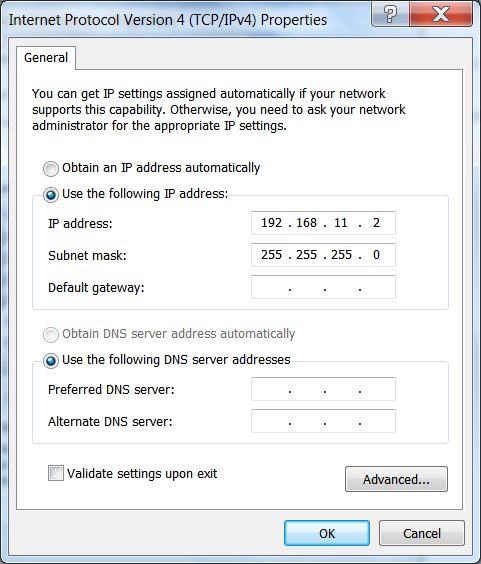 Internet Protocol Version 4 (TCP/IPv4) Properties
General
You can get IP settings assigned automatically if your network
supports this capability. Otherwise, you need to ask your network
administrator for the appropriate IP settings.
Obtain an IP address automatically
Use the following IP address:
IP address: 192 . 168 . 11 . 2
Subnet mask: 255 . 255 . 255 . 0
Default gateway: . . .
Obtain DNS server address automatically
Use the following DNS server addresses
Preferred DNS server: . . .
Alternate DNS server: . . .
Validate settings upon exit
Advanced...
OK Cancel